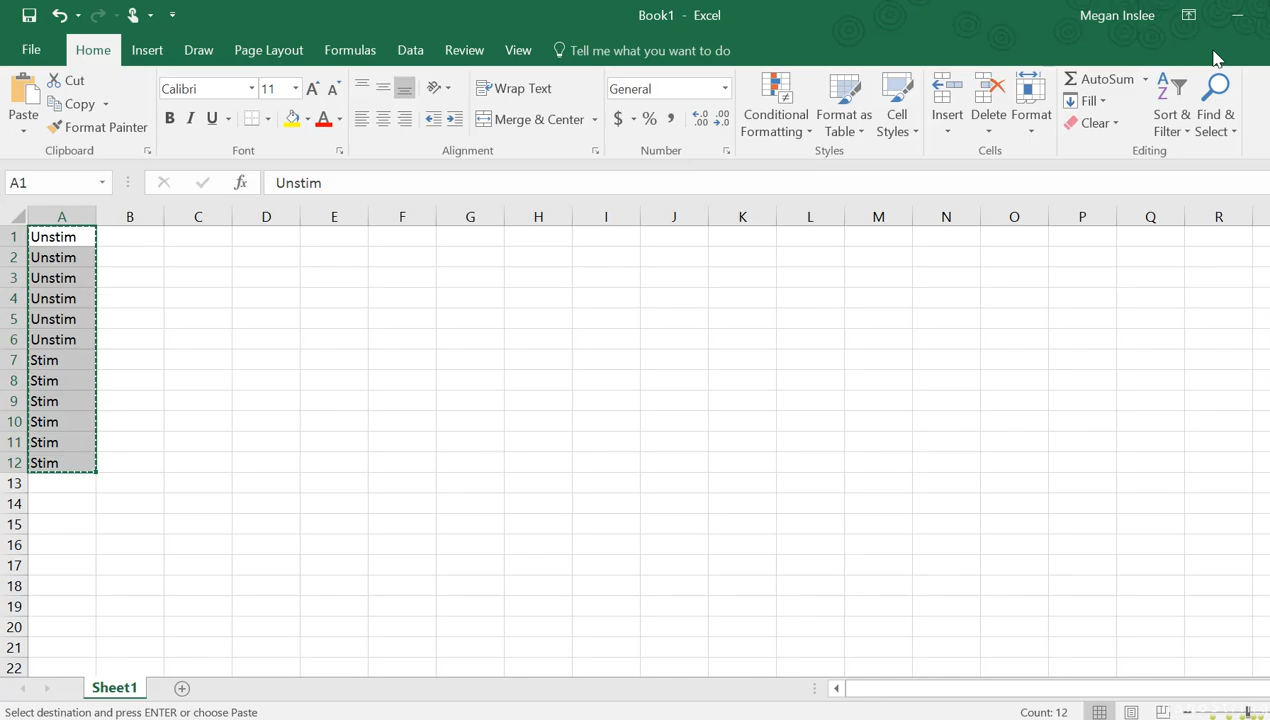 Book1 - Excel
Megan Inslee
File Home Insert Draw Page Layout Formulas Data Review View Tell me what you want to do
Paste
Cut
Copy
Format Painter
Clipboard
Calibri 11
B I U A
Font
Wrap Text
Merge & Center
Alignment
General
$ % ,
Number
Conditional Formatting
Format as Table
Cell Styles
Styles
Insert Delete Format
Cells
AutoSum
Fill
Clear
Sort & Filter
Find & Select
Editing
A1 fx Unstim
A B C D E F G H I J K L M N O P Q R
1 Unstim
2 Unstim
3 Unstim
4 Unstim
5 Unstim
6 Unstim
7 Stim
8 Stim
9 Stim
10 Stim
11 Stim
12 Stim
13
14
15
16
17
18
19
20
21
22
Sheet1
Select destination and press ENTER or choose Paste Count: 12